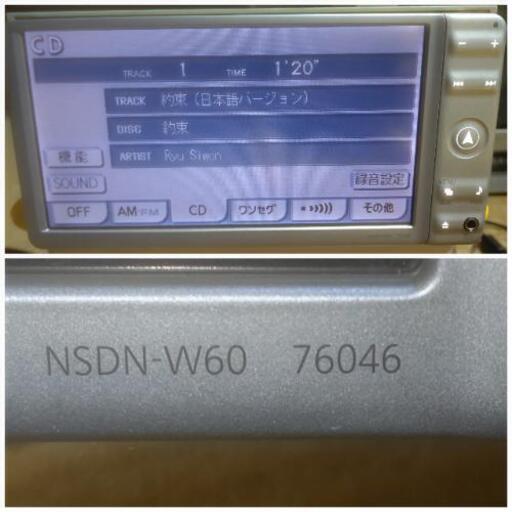 CD
TRACK 1 TIME 1'20"
TRACK 約束 (日本語バージョン)
DISC 約束
機能
ARTIST Ryu Siwon
SOUND
録音設定
OFF AM FM CD ワンセグ その他
NSDN-W60 76046